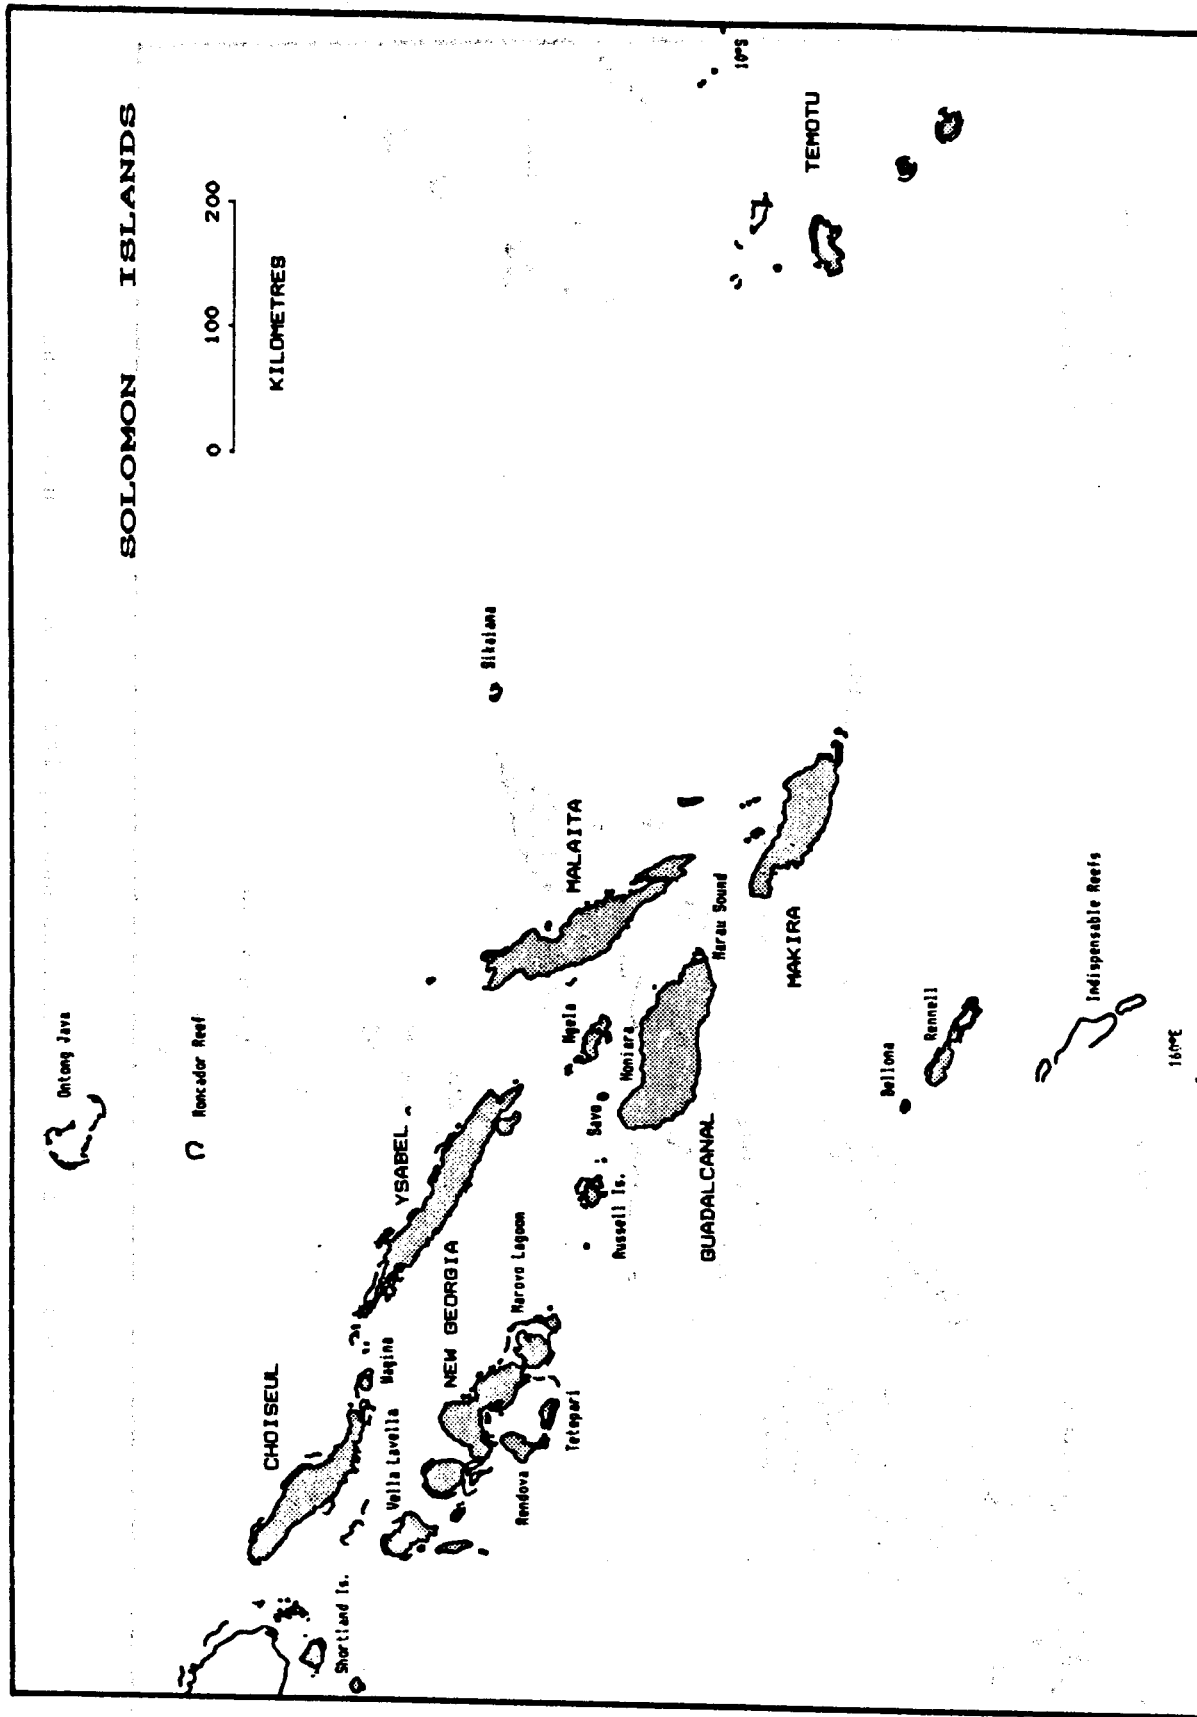 SOLOMON ISLANDS
0 100 200
KILOMETRES
Ontong Java
Roncador Reef
CHOISEUL
YSABEL
Shortland Is.
Vella Lavella
Wagina
NEW GEORGIA
Marovo Lagoon
Rendova
Tetepari
Russell Is.
Savo
Ngela
Honiara
GUADALCANAL
MALAITA
Sikaiana
Marau Sound
MAKIRA
TEMOTU
10°S
Bellona
Rennell
Indispensable Reefs
160°E